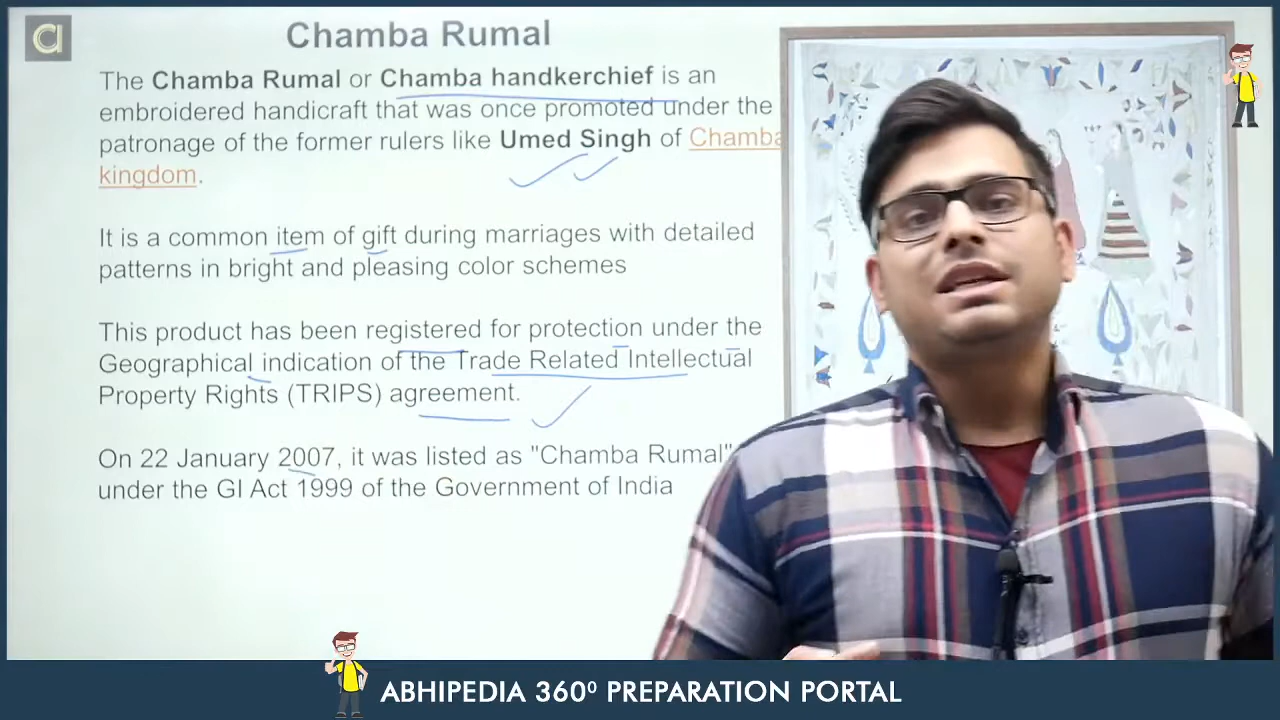 Chamba Rumal
The Chamba Rumal or Chamba handkerchief is an
embroidered handicraft that was once promoted under the
patronage of the former rulers like Umed Singh of Chamba
kingdom.
It is a common item of gift during marriages with detailed
patterns in bright and pleasing color schemes
This product has been registered for protection under the
Geographical indication of the Trade Related Intellectual
Property Rights (TRIPS) agreement.
On 22 January 2007, it was listed as "Chamba Rumal"
under the GI Act 1999 of the Government of India
ABHIPEDIA 360⁰ PREPARATION PORTAL